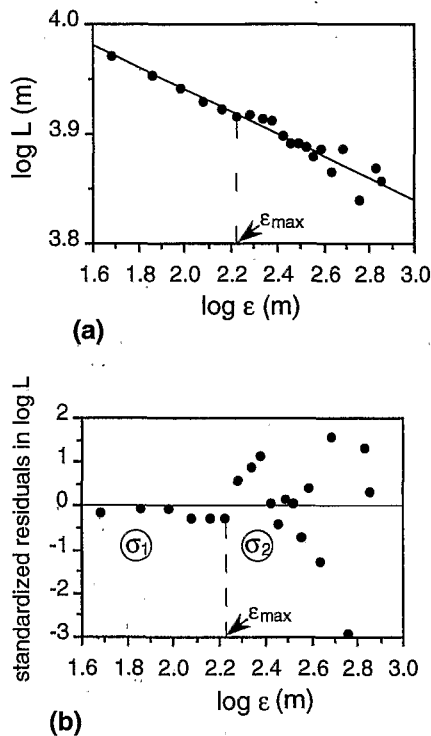 4.0
3.9
3.8
log L (m)
εmax
1.6 1.8 2.0 2.2 2.4 2.6 2.8 3.0
log ε (m)
(a)
standardized residuals in log L
2
1
0
-1
-2
-3
σ1
σ2
εmax
1.6 1.8 2.0 2.2 2.4 2.6 2.8 3.0
log ε (m)
(b)